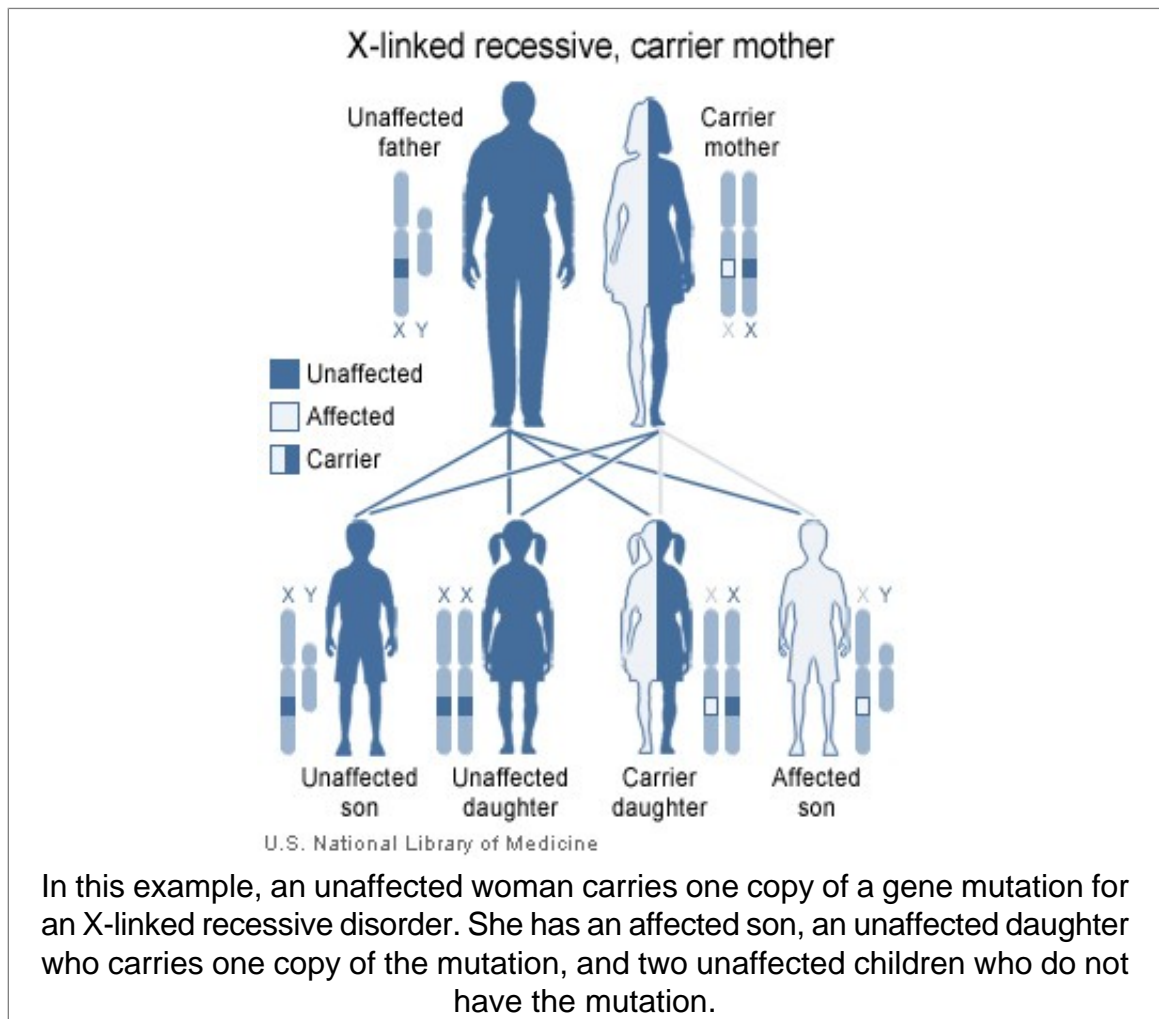 X-linked recessive, carrier mother
Unaffected
father
Carrier
mother
X Y
X X
Unaffected
Affected
Carrier
X Y
X X
X X
X Y
Unaffected
son
Unaffected
daughter
Carrier
daughter
Affected
son
U.S. National Library of Medicine
In this example, an unaffected woman carries one copy of a gene mutation for
an X-linked recessive disorder. She has an affected son, an unaffected daughter
who carries one copy of the mutation, and two unaffected children who do not
have the mutation.